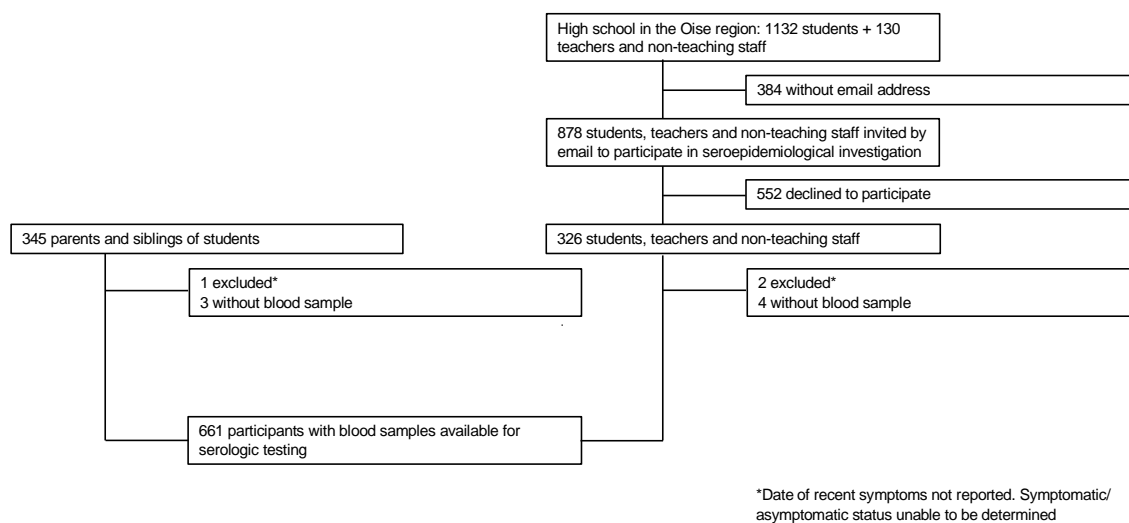 High school in the Oise region: 1132 students + 130
teachers and non-teaching staff
384 without email address
878 students, teachers and non-teaching staff invited by
email to participate in seroepidemiological investigation
552 declined to participate
345 parents and siblings of students
326 students, teachers and non-teaching staff
1 excluded*
3 without blood sample
2 excluded*
4 without blood sample
661 participants with blood samples available for
serologic testing
*Date of recent symptoms not reported. Symptomatic/
asymptomatic status unable to be determined